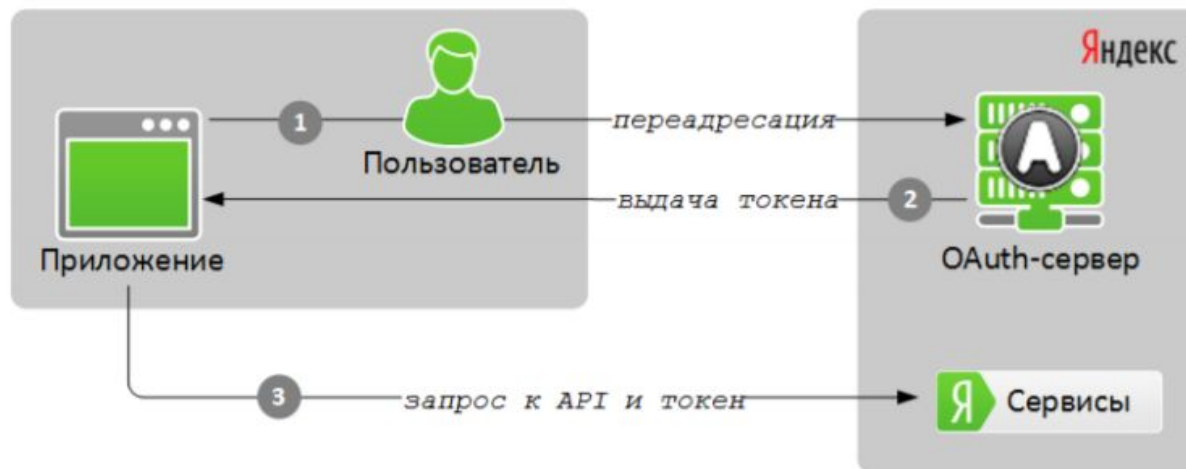 Яндекс
1
переадресация
Пользователь
выдача токена
2
Приложение
OAuth-сервер
3
запрос к API и токен
Я Сервисы